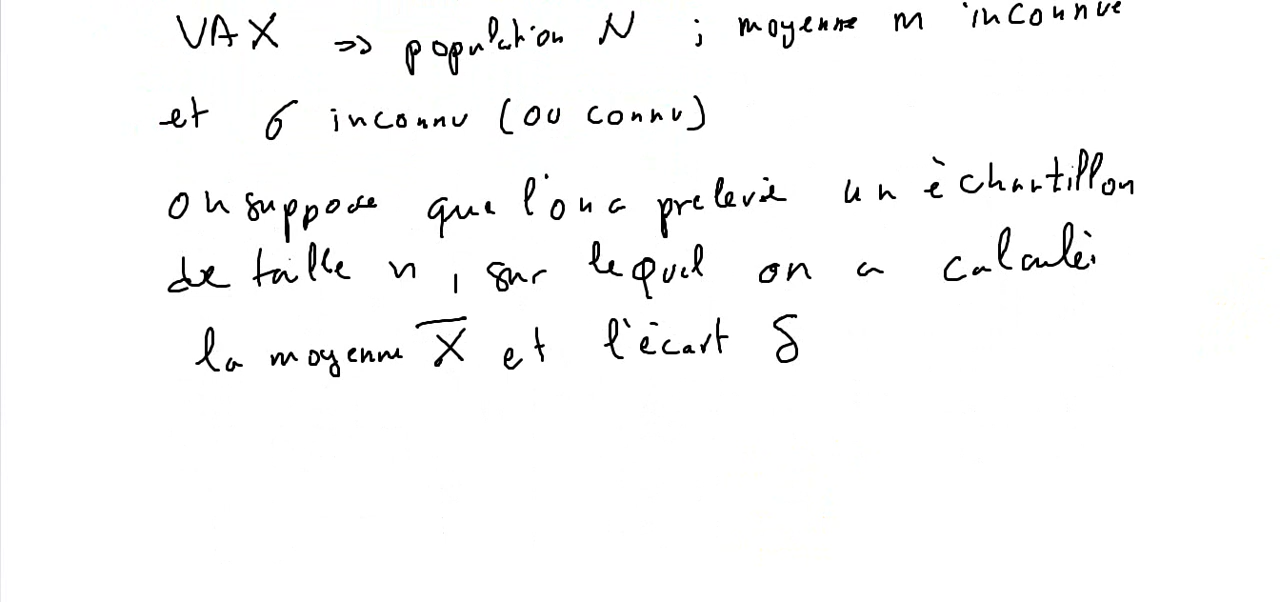 VAX => population N ; moyenne m inconnue
et σ inconnu (ou connu)
on suppose que l'on a prelevé un èchantillon
de taille n, sur lequel on a calculé
la moyenne X̅ et l'écart S